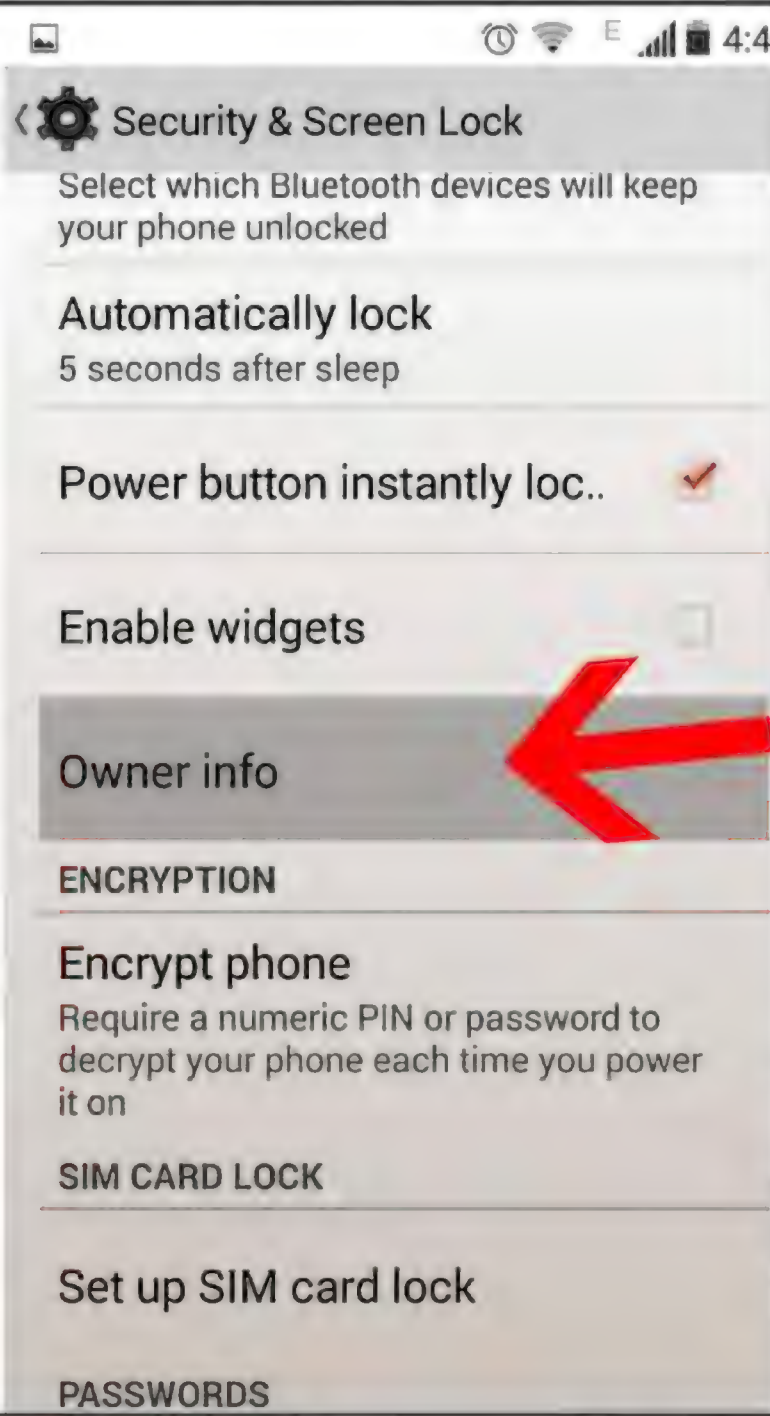 E 4:4
Security & Screen Lock
Select which Bluetooth devices will keep
your phone unlocked
Automatically lock
5 seconds after sleep
Power button instantly loc..
Enable widgets
Owner info
ENCRYPTION
Encrypt phone
Require a numeric PIN or password to
decrypt your phone each time you power
it on
SIM CARD LOCK
Set up SIM card lock
PASSWORDS